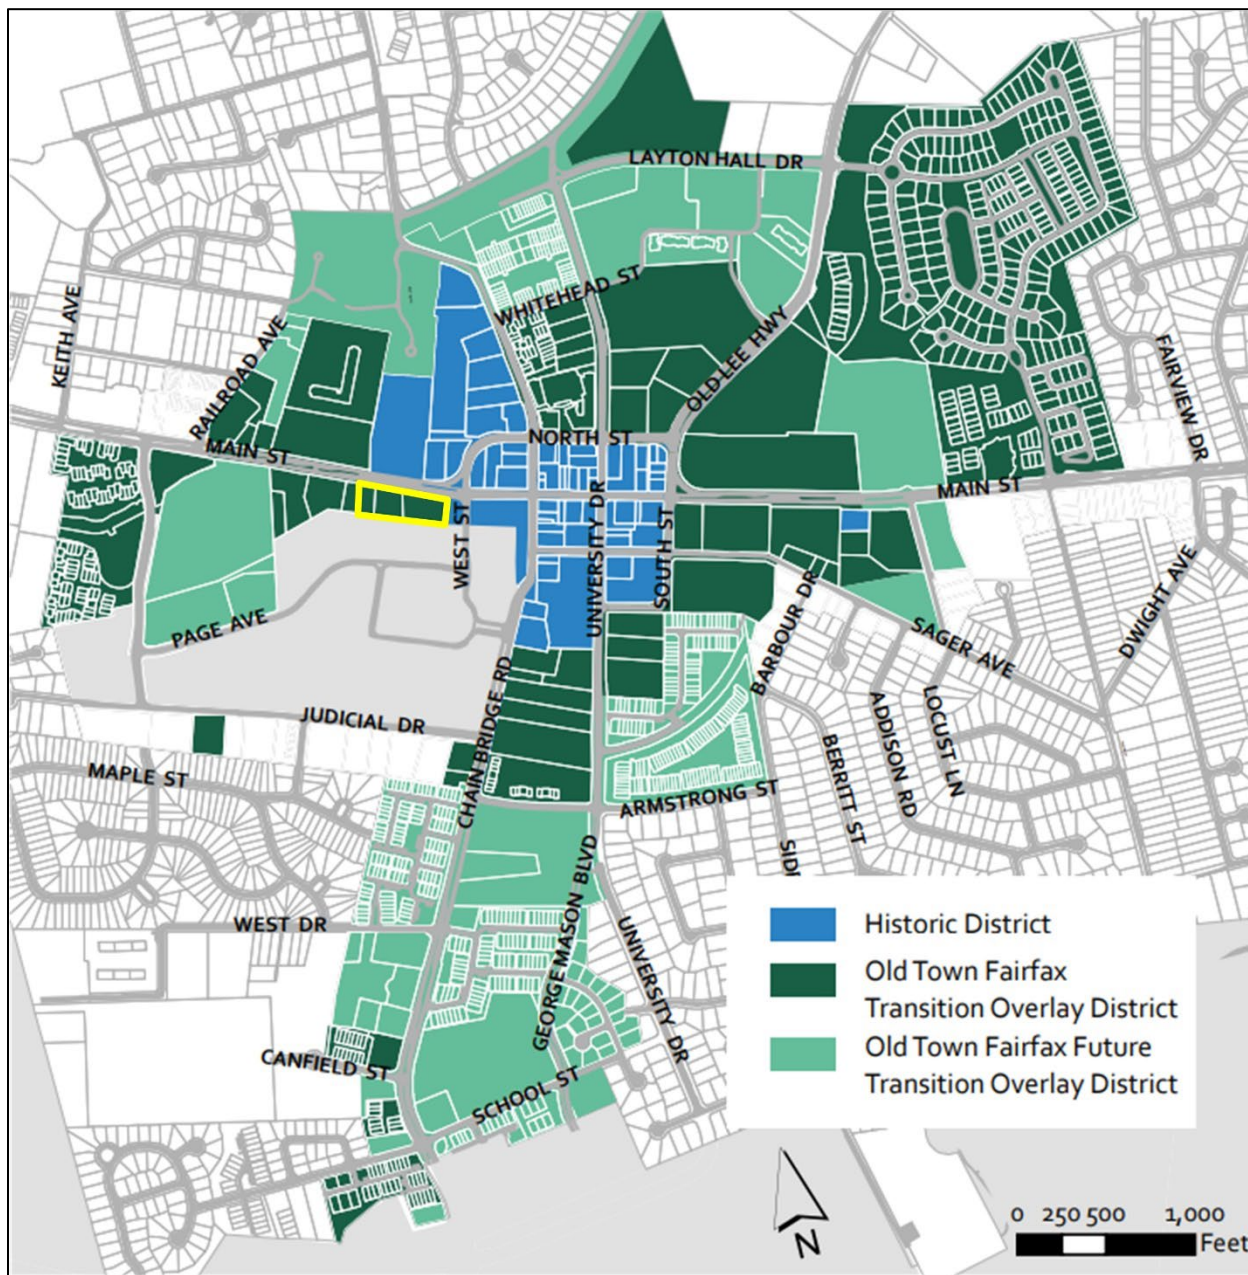 LAYTON HALL DR
WHITEHEAD ST
KEITH AVE
RAILROAD AVE
OLD LEE HWY
FAIRVIEW DR
NORTH ST
MAIN ST
MAIN ST
UNIVERSITY DR
WEST ST
SOUTH ST
PAGE AVE
BARBOUR DR
SAGER AVE
DWIGHT AVE
CHAIN BRIDGE RD
JUDICIAL DR
ADDISON RD
LOCUST LN
BERRITT ST
MAPLE ST
ARMSTRONG ST
SIDE
GEORGE MASON BLVD
WEST DR
UNIVERSITY DR
CANFIELD ST
SCHOOL ST
Historic District
Old Town Fairfax
Transition Overlay District
Old Town Fairfax Future
Transition Overlay District
N
0 250 500 1,000
Feet